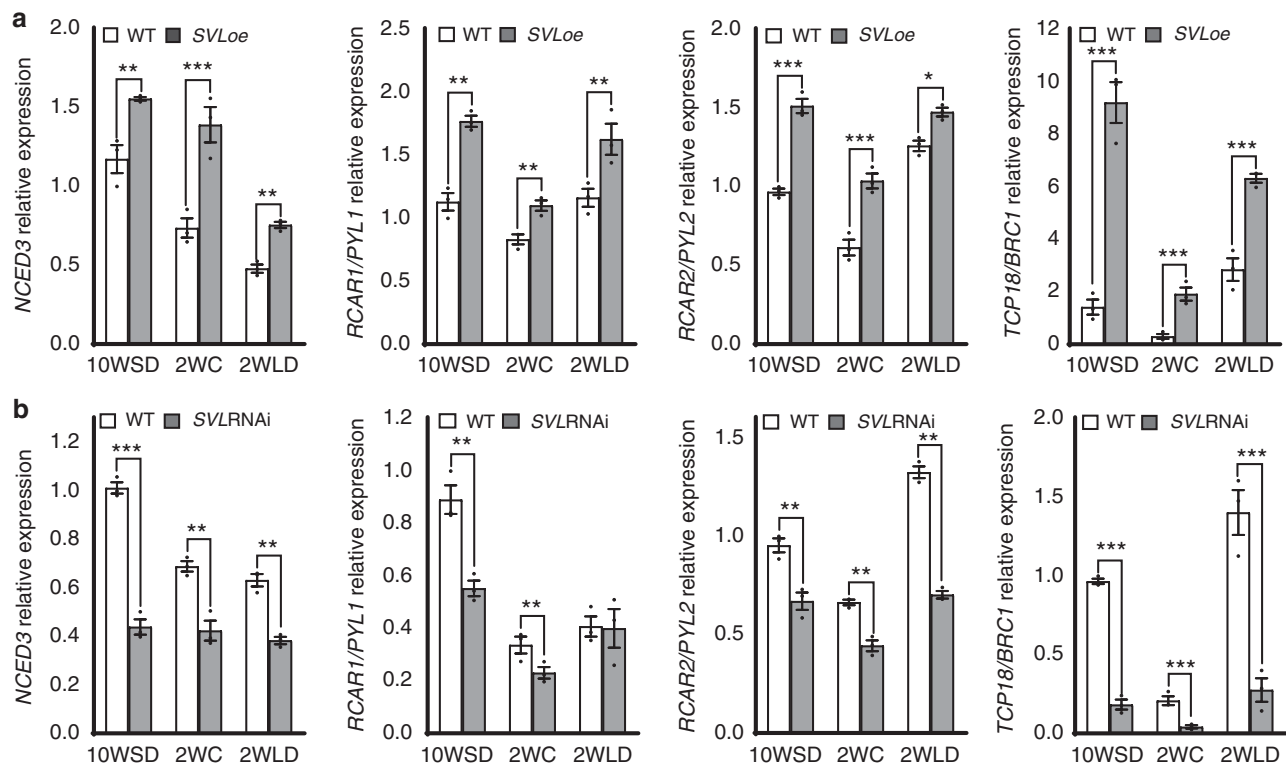 a
WT SVLoe
NCED3 relative expression
2.0
1.5
1.0
0.5
0.0
** *** **
10WSD 2WC 2WLD
WT SVLoe
RCAR1/PYL1 relative expression
2.5
2.0
1.5
1.0
0.5
0.0
** ** **
10WSD 2WC 2WLD
WT SVLoe
RCAR2/PYL2 relative expression
2.0
1.5
1.0
0.5
0.0
*** *** *
10WSD 2WC 2WLD
WT SVLoe
TCP18/BRC1 relative expression
12
10
8
6
4
2
0
*** *** ***
10WSD 2WC 2WLD
b
WT SVLRNAi
NCED3 relative expression
1.2
1.0
0.8
0.6
0.4
0.2
0.0
*** ** **
10WSD 2WC 2WLD
WT SVLRNAi
RCAR1/PYL1 relative expression
1.2
1.0
0.8
0.6
0.4
0.2
0.0
** **
10WSD 2WC 2WLD
WT SVLRNAi
RCAR2/PYL2 relative expression
1.5
1.0
0.5
0.0
** ** **
10WSD 2WC 2WLD
WT SVLRNAi
TCP18/BRC1 relative expression
2.0
1.5
1.0
0.5
0.0
*** *** ***
10WSD 2WC 2WLD